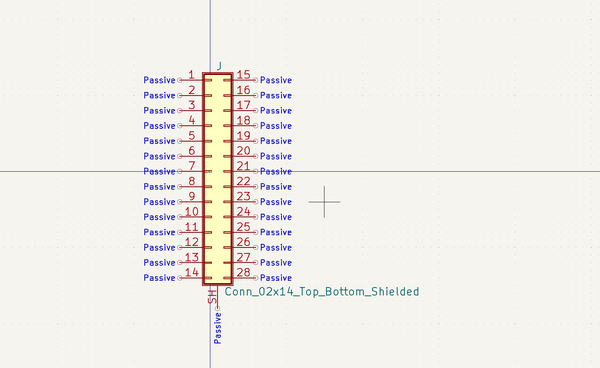 J
Passive 1 15 Passive
Passive 2 16 Passive
Passive 3 17 Passive
Passive 4 18 Passive
Passive 5 19 Passive
Passive 6 20 Passive
Passive 7 21 Passive
Passive 8 22 Passive
Passive 9 23 Passive
Passive 10 24 Passive
Passive 11 25 Passive
Passive 12 26 Passive
Passive 13 27 Passive
Passive 14 28 Passive
SH
Conn_02x14_Top_Bottom_Shielded
Passive